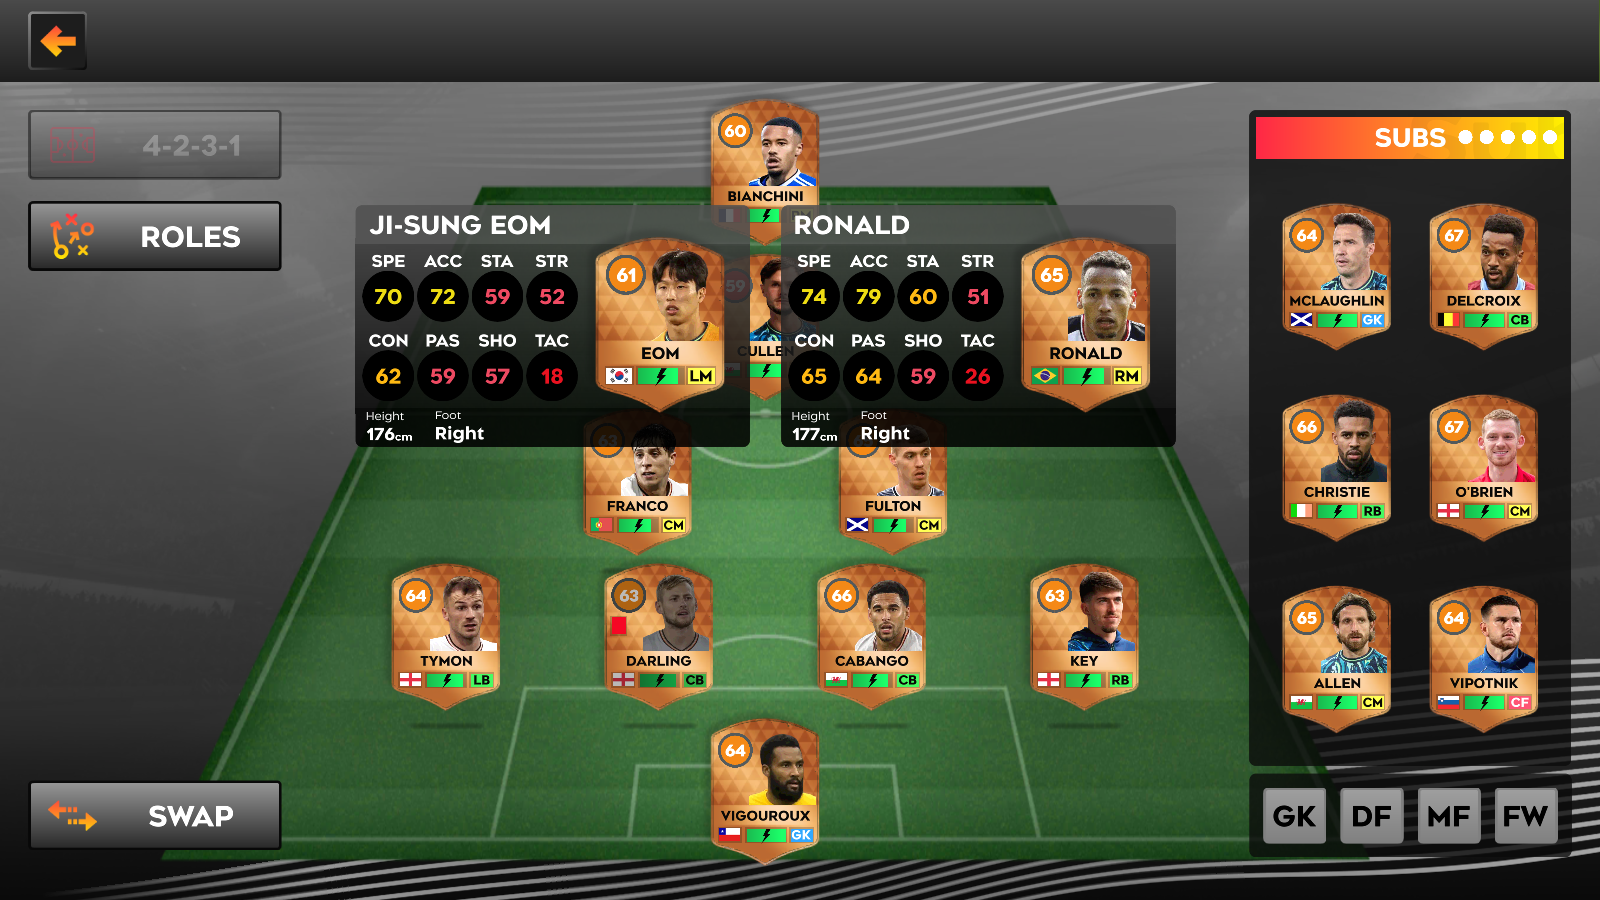 4-2-3-1
ROLES
SWAP
60
BIANCHINI
JI-SUNG EOM
SPE ACC STA STR
70 72 59 52
CON PAS SHO TAC
62 59 57 18
Height Foot
176cm Right
61
EOM
LM
59
CULLEN
RONALD
SPE ACC STA STR
74 79 60 51
CON PAS SHO TAC
65 64 59 26
Height Foot
177cm Right
65
RONALD
RM
63
FRANCO
CM
FULTON
CM
64
TYMON
LB
63
DARLING
CB
66
CABANGO
CB
63
KEY
RB
64
VIGOUROUX
GK
SUBS
64
MCLAUGHLIN
GK
67
DELCROIX
CB
66
CHRISTIE
RB
67
O'BRIEN
CM
65
ALLEN
CM
64
VIPOTNIK
CF
GK DF MF FW